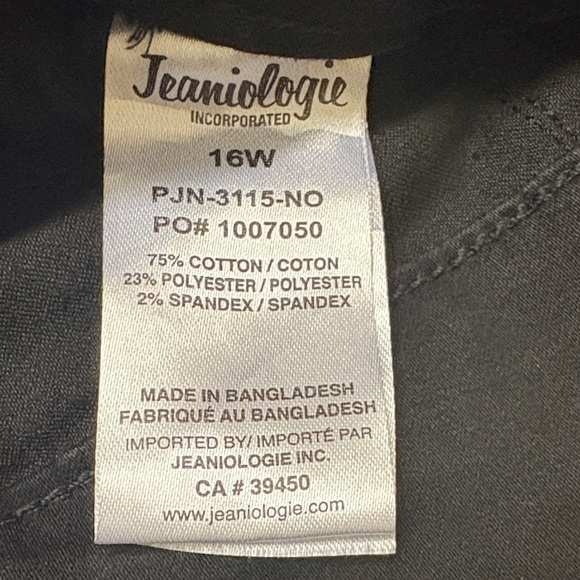 Jeaniologie
INCORPORATED
16W
PJN-3115-NO
PO# 1007050
75% COTTON / COTON
23% POLYESTER / POLYESTER
2% SPANDEX / SPANDEX
MADE IN BANGLADESH
FABRIQUÉ AU BANGLADESH
IMPORTED BY/ IMPORTÉ PAR
JEANIOLOGIE INC.
CA # 39450
www.jeaniologie.com